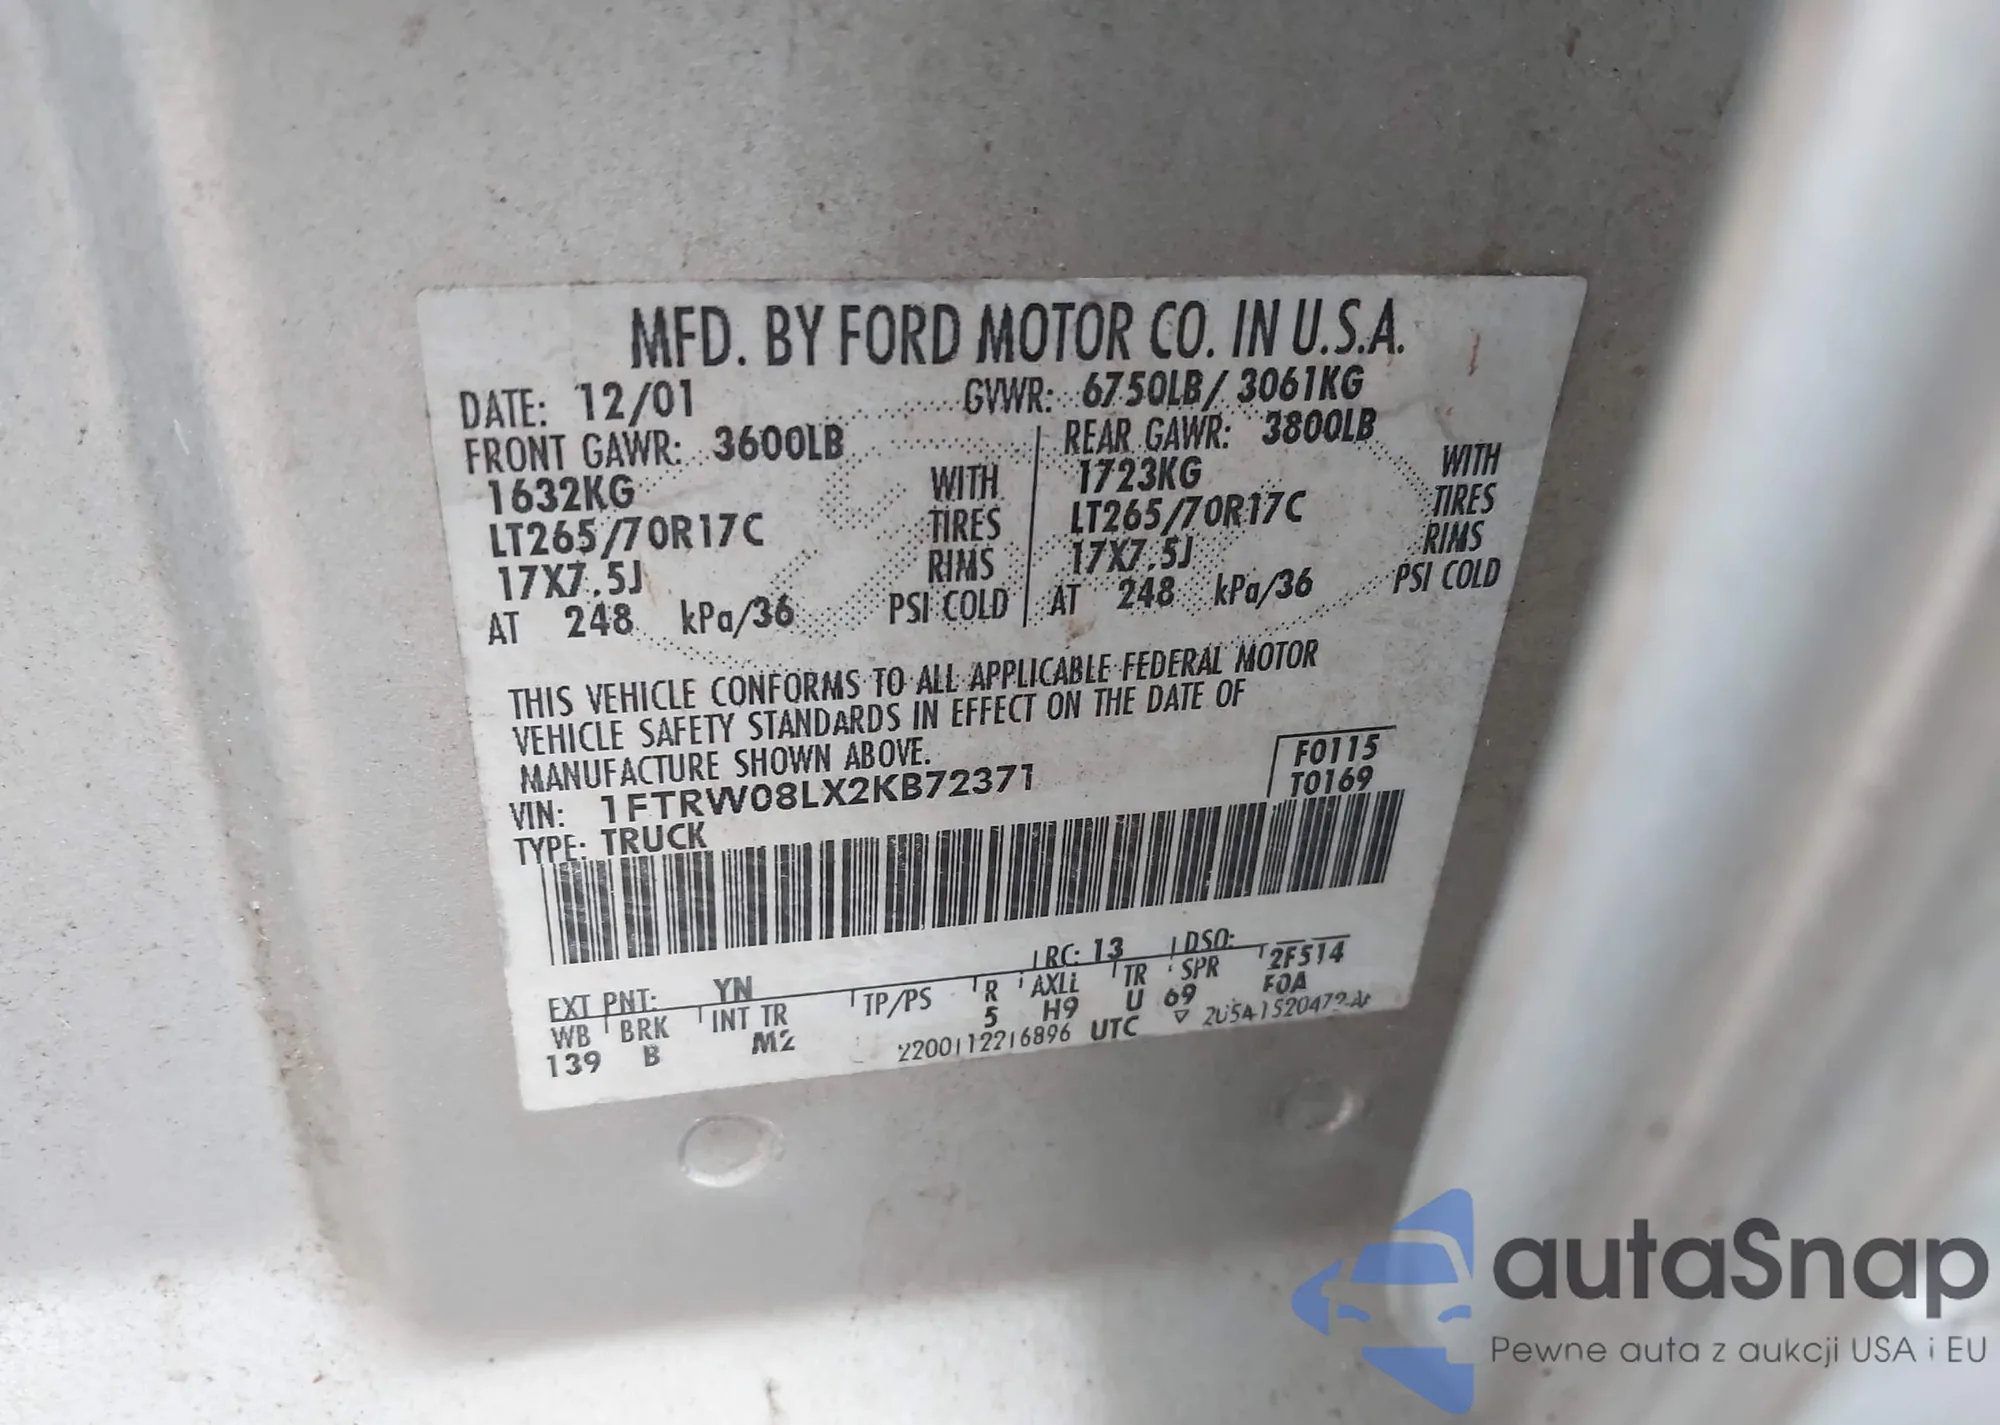 MFD. BY FORD MOTOR CO. IN U.S.A.
DATE: 12/01 GVWR: 6750LB/ 3061KG
FRONT GAWR: 3600LB REAR GAWR: 3800LB
1632KG WITH 1723KG WITH
LT265/70R17C TIRES LT265/70R17C TIRES
17X7.5J RIMS 17X7.5J RIMS
AT 248 kPa/36 PSI COLD AT 248 kPa/36 PSI COLD
THIS VEHICLE CONFORMS TO ALL APPLICABLE FEDERAL MOTOR
VEHICLE SAFETY STANDARDS IN EFFECT ON THE DATE OF
MANUFACTURE SHOWN ABOVE.
VIN: 1FTRW08LX2KB72371 F0115
TYPE: TRUCK T0169
EXT PNT: YN RC: 13 DSO: 2F514
WB BRK INT TR TP/PS R AXLE TR SPR F0A
139 B M2 5 H9 U 69
2200112216896 UTC
autaSnap
Pewne auta z aukcji USA i EU